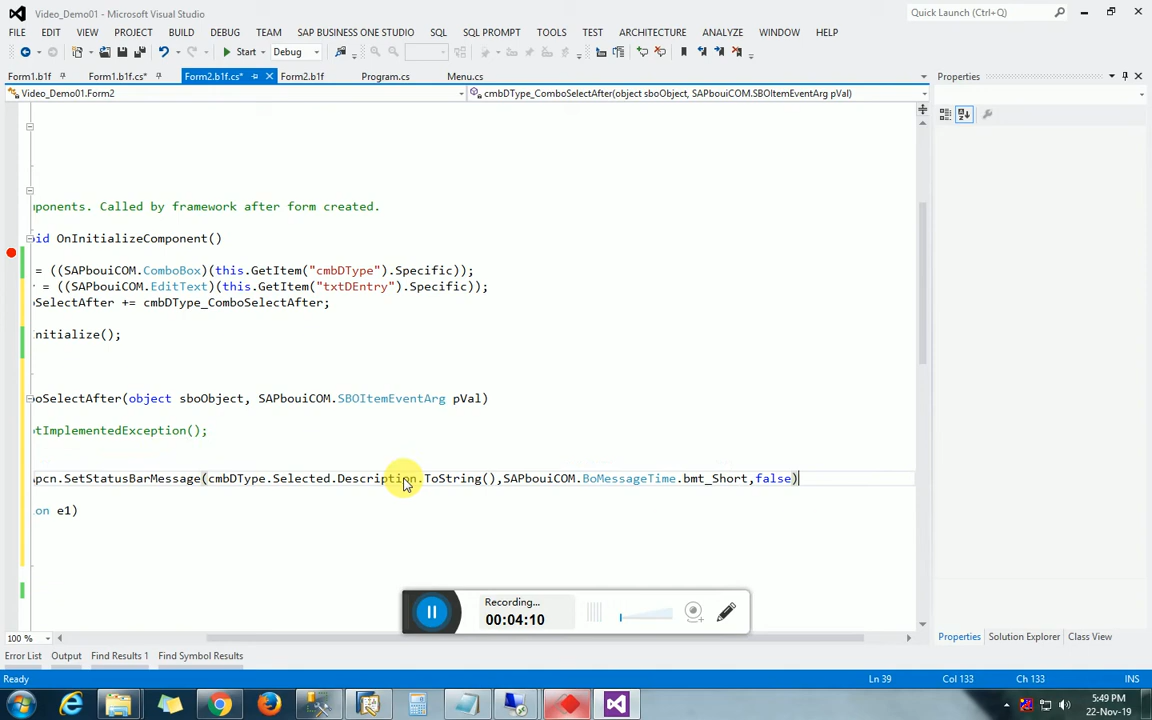 Video_Demo01 - Microsoft Visual Studio
Quick Launch (Ctrl+Q)
FILE EDIT VIEW PROJECT BUILD DEBUG TEAM SAP BUSINESS ONE STUDIO SQL SQL PROMPT TOOLS TEST ARCHITECTURE ANALYZE WINDOW HELP
Start Debug
Form1.b1f Form1.b1f.cs* Form2.b1f.cs* Form2.b1f Program.cs Menu.cs
Properties
Video_Demo01.Form2 cmbDType_ComboSelectAfter(object sboObject, SAPbouiCOM.SBOItemEventArg pVal)
ponents. Called by framework after form created.
id OnInitializeComponent()
= ((SAPbouiCOM.ComboBox)(this.GetItem("cmbDType").Specific));
= ((SAPbouiCOM.EditText)(this.GetItem("txtDEntry").Specific));
oSelectAfter += cmbDType_ComboSelectAfter;
nitialize();
oSelectAfter(object sboObject, SAPbouiCOM.SBOItemEventArg pVal)
tImplementedException();
pcn.SetStatusBarMessage(cmbDType.Selected.Description.ToString(),SAPbouiCOM.BoMessageTime.bmt_Short,false)
on e1)
Recording...
00:04:10
100 %
Properties Solution Explorer Class View
Error List Output Find Results 1 Find Symbol Results
Ready Ln 39 Col 133 Ch 133 INS
5:49 PM
22-Nov-19